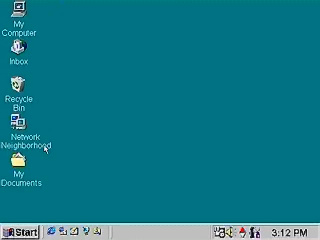 My
Computer
Inbox
Recycle
Bin
Network
Neighborhood
My
Documents
Start
3:12 PM